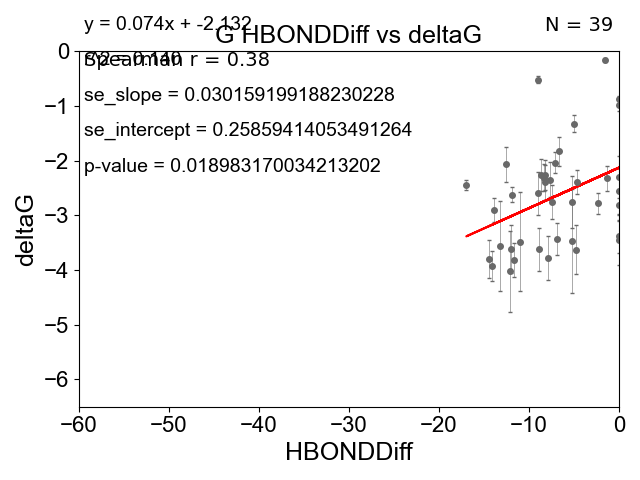 y = 0.074x + -2.132
G HBONDDiff vs deltaG
N = 39
Spearman r = 0.38
se_slope = 0.030159199188230228
se_intercept = 0.25859414053491264
p-value = 0.018983170034213202
0
−1
−2
−3
−4
−5
−6
deltaG
−60
−50
−40
−30
−20
−10
0
HBONDDiff